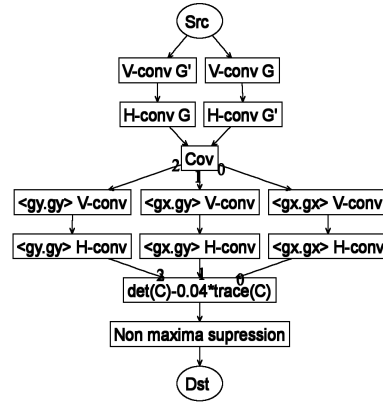 Src
V-conv G' V-conv G
H-conv G H-conv G'
Cov
2 1 0
<gy.gy> V-conv <gx.gy> V-conv <gx.gx> V-conv
<gy.gy> H-conv <gx.gy> H-conv <gx.gx> H-conv
2 1 0
det(C)-0.04*trace(C)
Non maxima supression
Dst